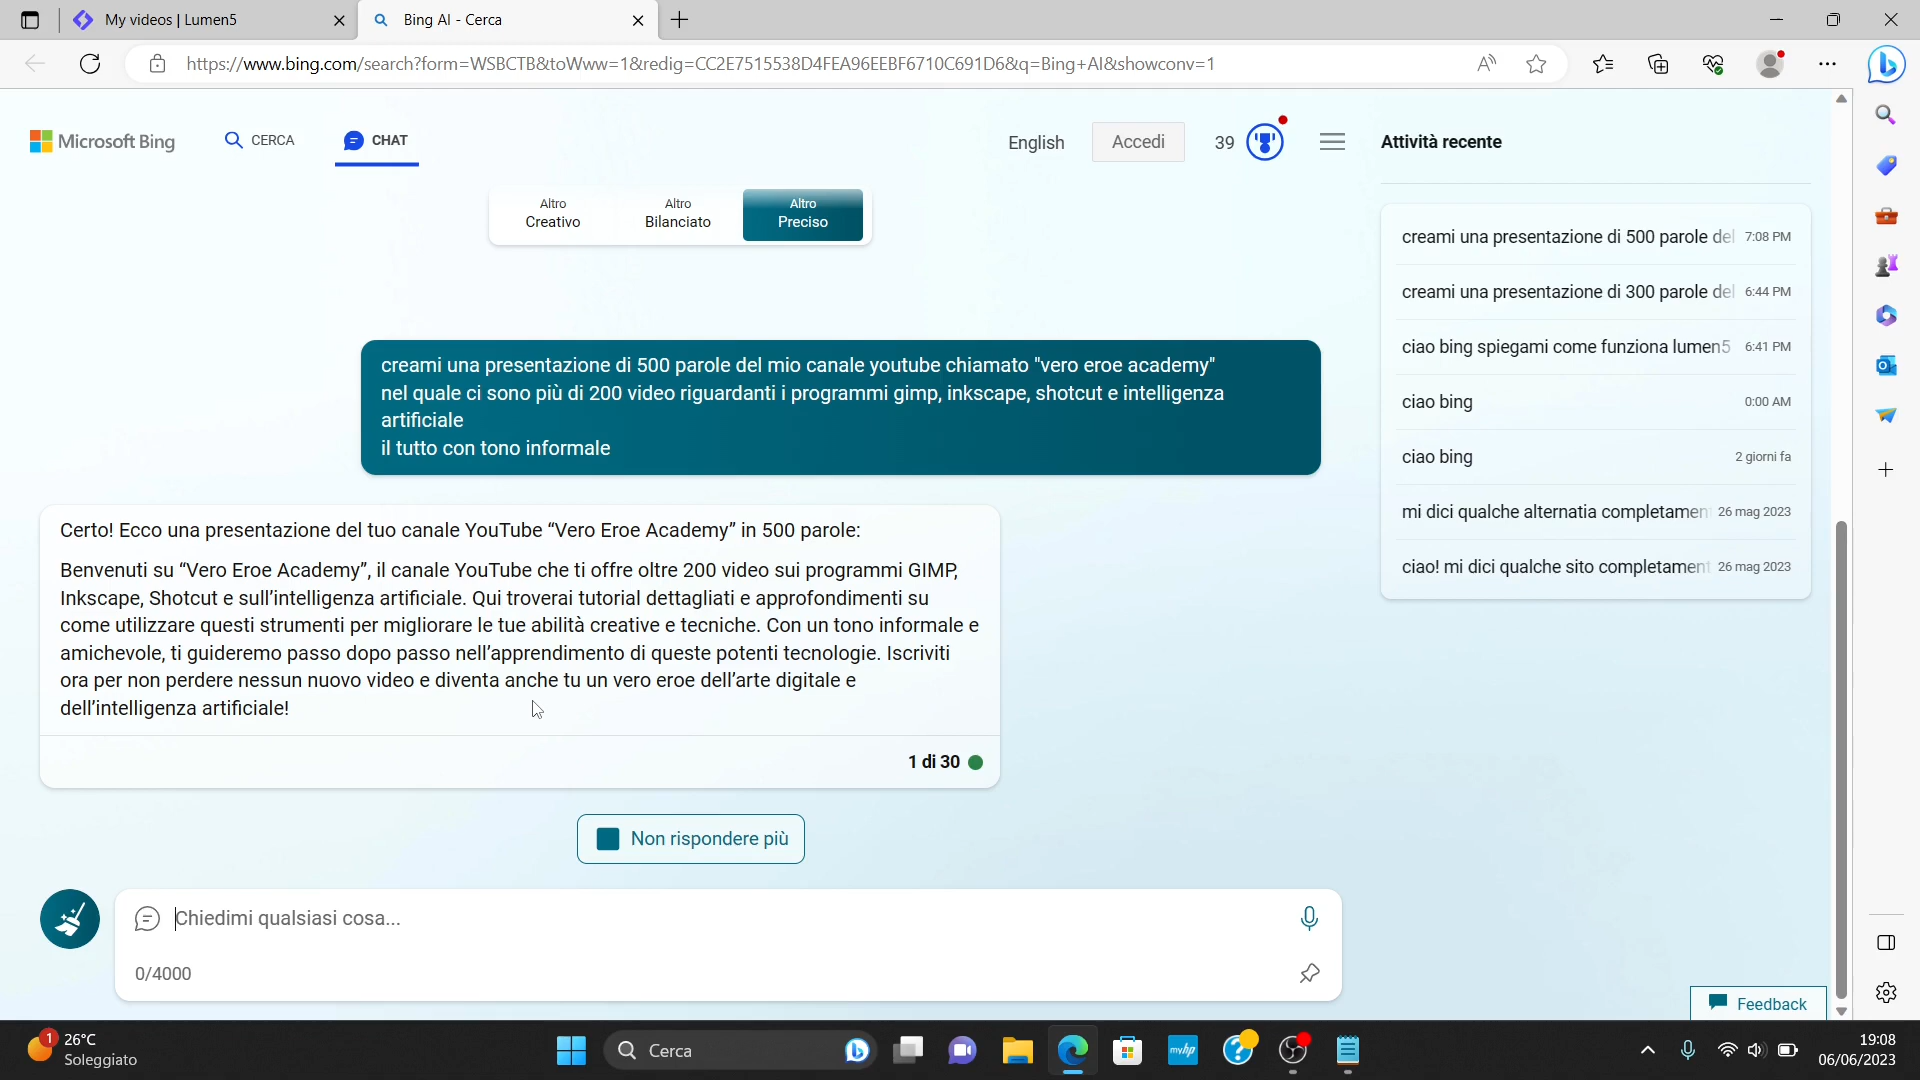 My videos | Lumen5
Bing AI - Cerca
https://www.bing.com/search?form=WSBCTB&toWww=1&redig=CC2E7515538D4FEA96EEBF6710C691D6&q=Bing+AI&showconv=1
Microsoft Bing
CERCA
CHAT
English
Accedi
39
Attività recente
Altro
Creativo
Altro
Bilanciato
Altro
Preciso
creami una presentazione di 500 parole del mio canale youtube chiamato "vero eroe academy"
nel quale ci sono più di 200 video riguardanti i programmi gimp, inkscape, shotcut e intelligenza
artificiale
il tutto con tono informale
Certo! Ecco una presentazione del tuo canale YouTube “Vero Eroe Academy” in 500 parole:
Benvenuti su “Vero Eroe Academy”, il canale YouTube che ti offre oltre 200 video sui programmi GIMP,
Inkscape, Shotcut e sull’intelligenza artificiale. Qui troverai tutorial dettagliati e approfondimenti su
come utilizzare questi strumenti per migliorare le tue abilità creative e tecniche. Con un tono informale e
amichevole, ti guideremo passo dopo passo nell’apprendimento di queste potenti tecnologie. Iscriviti
ora per non perdere nessun nuovo video e diventa anche tu un vero eroe dell’arte digitale e
dell’intelligenza artificiale!
1 di 30
Non rispondere più
Chiedimi qualsiasi cosa...
0/4000
creami una presentazione di 500 parole del 7:08 PM
creami una presentazione di 300 parole del 6:44 PM
ciao bing spiegami come funziona lumen5 6:41 PM
ciao bing 0:00 AM
ciao bing 2 giorni fa
mi dici qualche alternatia completamen 26 mag 2023
ciao! mi dici qualche sito completament 26 mag 2023
Feedback
1
26°C
Soleggiato
Cerca
myhp
19:08
06/06/2023